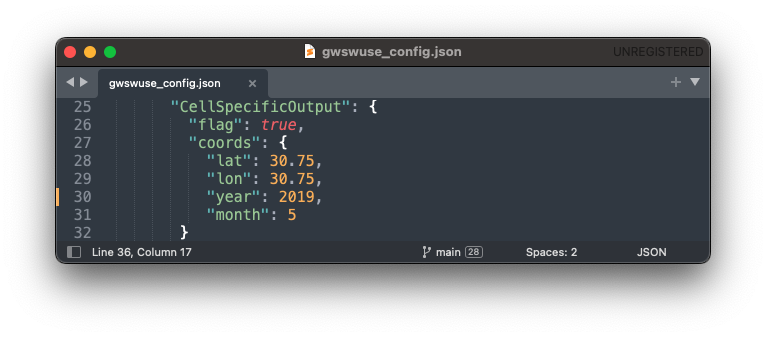 gwswuse_config.json
UNREGISTERED
gwswuse_config.json
25 "CellSpecificOutput": {
26 "flag": true,
27 "coords": {
28 "lat": 30.75,
29 "lon": 30.75,
30 "year": 2019,
31 "month": 5
32 }
Line 36, Column 17 main 28 Spaces: 2 JSON